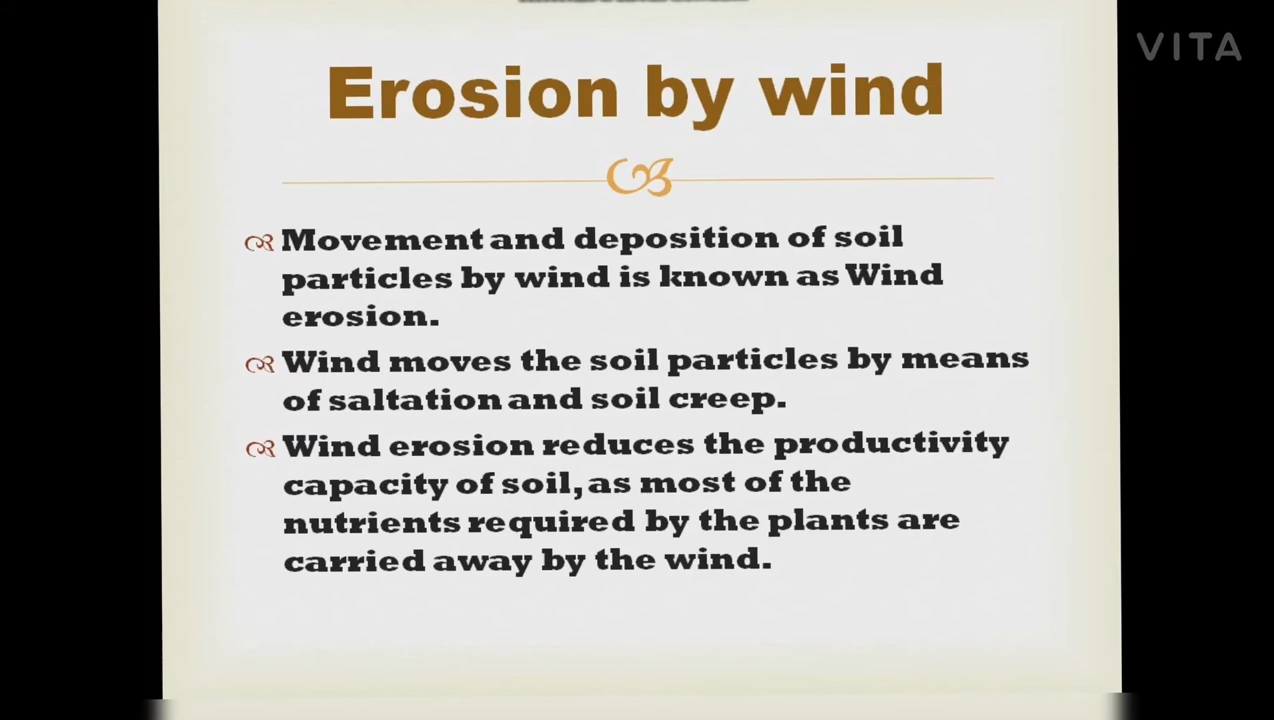 VITA
Erosion by wind
Movement and deposition of soil
particles by wind is known as Wind
erosion.
Wind moves the soil particles by means
of saltation and soil creep.
Wind erosion reduces the productivity
capacity of soil, as most of the
nutrients required by the plants are
carried away by the wind.